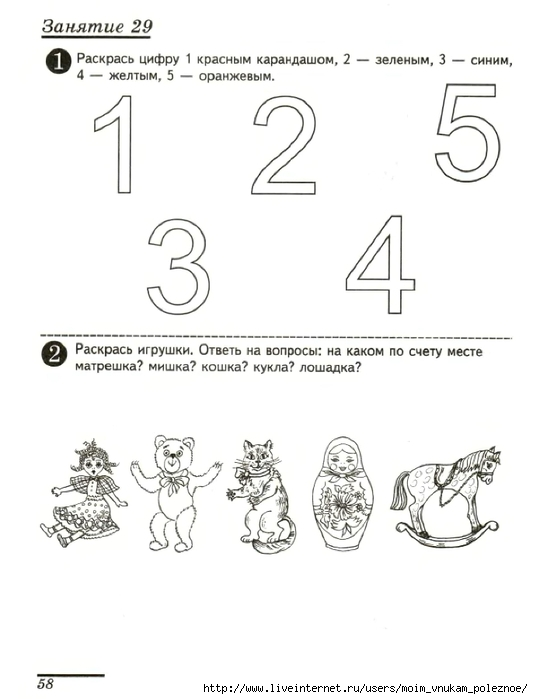 Занятие 29
1 Раскрась цифру 1 красным карандашом, 2 — зеленым, 3 — синим,
4 — желтым, 5 — оранжевым.
1 2 5
3 4
2 Раскрась игрушки. Ответь на вопросы: на каком по счету месте
матрешка? мишка? кошка? кукла? лошадка?
58
http://www.liveinternet.ru/users/moim_vnukam_poleznoe/